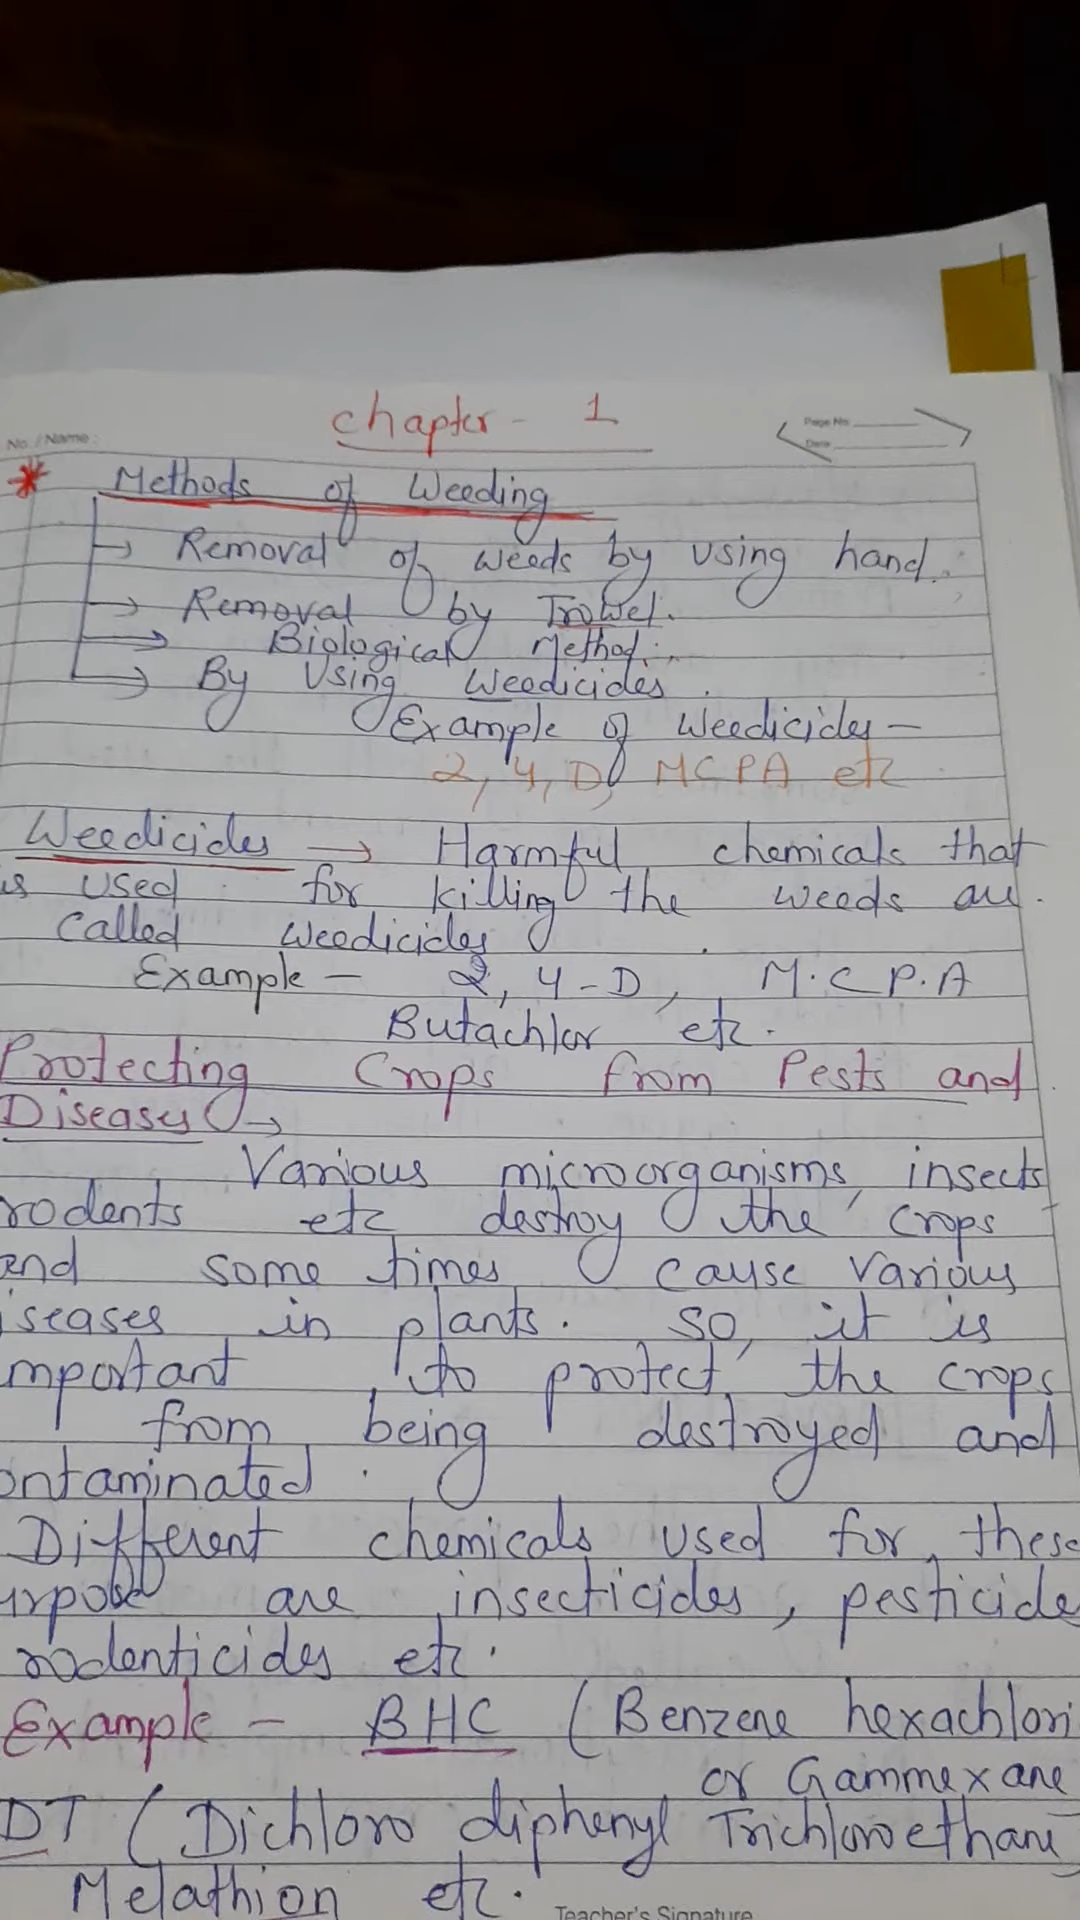 chapter - 1
No. / Name :
Page No.
Date
* Methods of Weeding
→ Removal of weeds by using hand.
→ Removal by Trowel.
→ Biological Method.
→ By Using Weedicides.
Example of Weedicides –
2, 4, D, MCPA etc
Weedicides → Harmful chemicals that
is used for killing the weeds are
called weedicides
Example – 2, 4-D, M.C.P.A
Butachlor etc.
Protecting Crops from Pests and
Diseases →
Various microorganisms, insects
rodents etc destroy the crops
and some times cause various
iseases in plants. so, it is
mportant to protect the crops
from being destroyed and
ontaminated.
Different chemicals used for these
urpose are insecticides, pesticide
rodenticides etc.
Example – BHC (Benzene hexachlori
or Gammexane
DT (Dichloro diphenyl Trichloroethane
Melathion etc.
Teacher's Signature